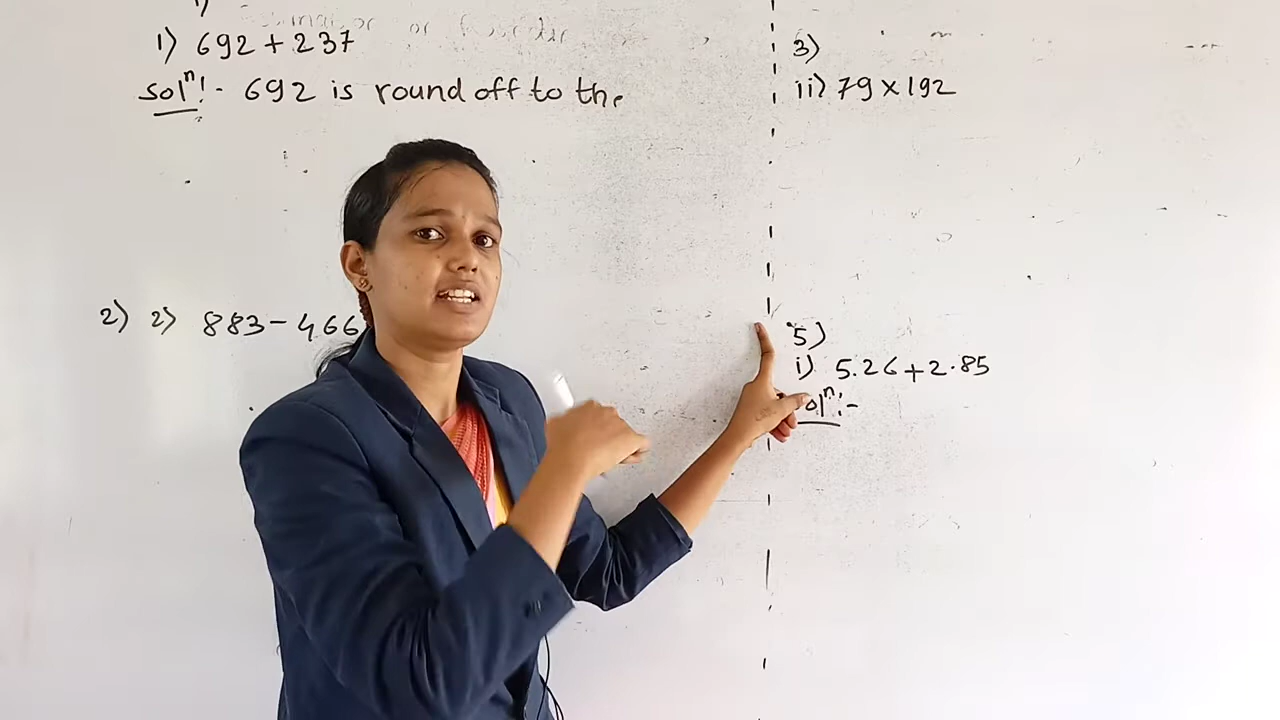 1) 692 + 237
solⁿ:- 692 is round off to the
2) 2) 883 - 466
3)
ii) 79 × 192
5)
i) 5.26 + 2.85
solⁿ:-